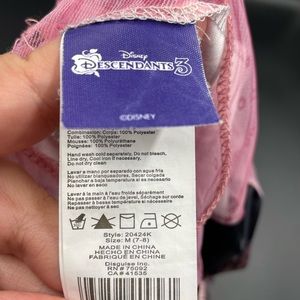 Disney
DESCENDANTS 3
©DISNEY
Combinaison: Corps: 100% Polyester
Tulle: 100% Polyester
Mousse: 100% Polyuréthane
Poignées: 100% Polyester
Hand wash cold separately. Do not bleach.
Line dry. Cool iron if necessary.
Do not dry clean.
Lavar a mano por separado en agua fría.
No utilizar blanqueadores. Secar colgado.
Planchar a baja temperatura si es necesario.
No lavar en seco.
Laver à la main à l'eau froide séparément.
Ne pas passer à l'eau de javel, séchage sur corde.
Repasser à basse température si nécessaire.
Ne pas nettoyer à sec.
Style: 20424K
Size: M (7-8)
MADE IN CHINA
HECHO EN CHINA
FABRIQUÉ EN CHINE
Disguise Inc.
RN# 75092
CA# 41535